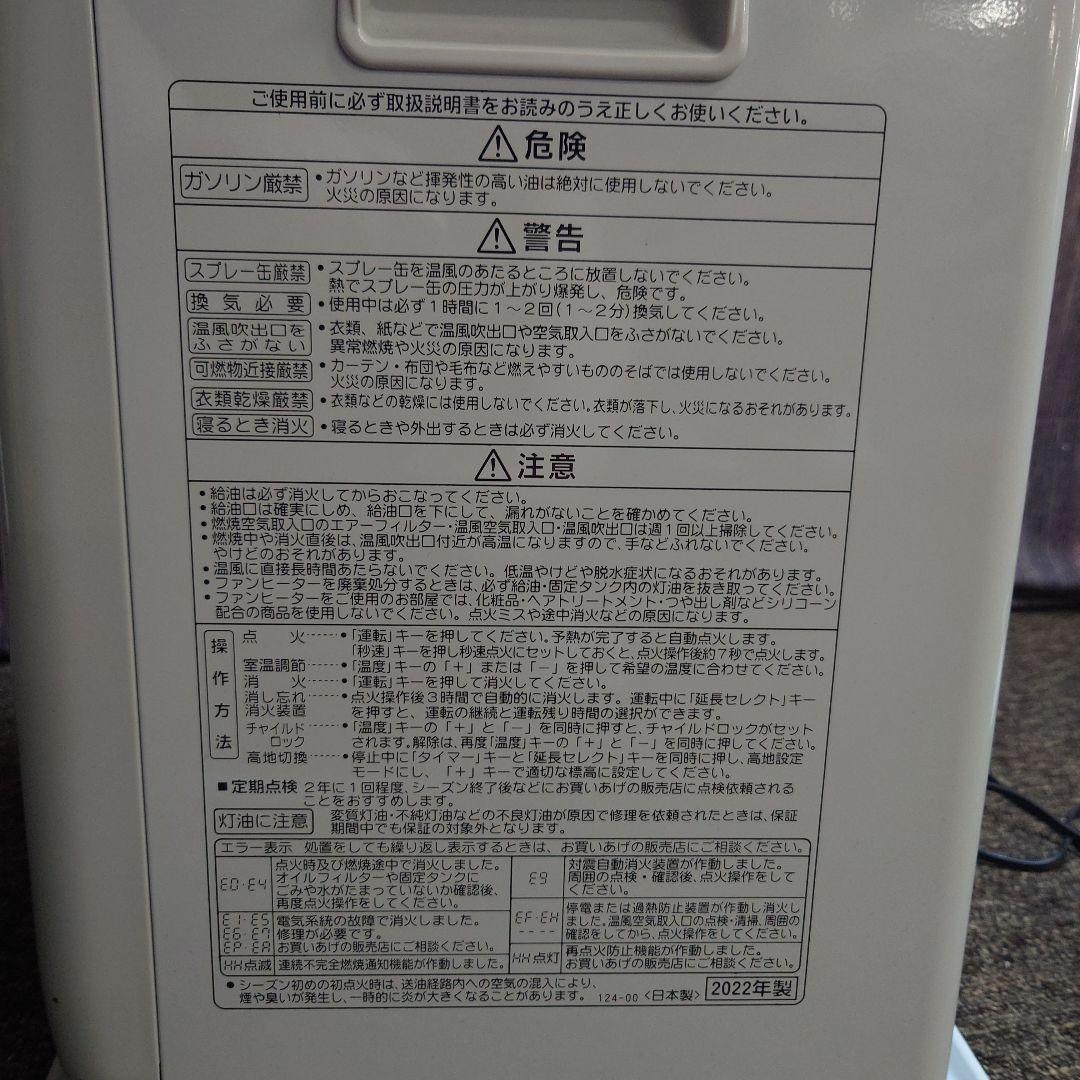 ご使用前に必ず取扱説明書をお読みのうえ正しくお使いください。
⚠危険
ガソリン厳禁 ・ガソリンなど揮発性の高い油は絶対に使用しないでください。
火災の原因になります。
⚠警告
スプレー缶厳禁 ・スプレー缶を温風のあたるところに放置しないでください。
熱でスプレー缶の圧力が上がり爆発し、危険です。
換気必要 ・使用中は必ず1時間に1〜2回(1〜2分)換気してください。
温風吹出口を
ふさがない
・衣類、紙などで温風吹出口や空気取入口をふさがないでください。
異常燃焼や火災の原因になります。
可燃物近接厳禁 ・カーテン・布団や毛布など燃えやすいもののそばでは使用しないでください。
火災の原因になります。
衣類乾燥厳禁 ・衣類などの乾燥には使用しないでください。衣類が落下し、火災になるおそれがあります。
寝るとき消火 ・寝るときや外出するときは必ず消火してください。
⚠注意
・給油は必ず消火してからおこなってください。
・給油口は確実にしめ、給油口を下にして、漏れがないことを確かめてください。
・燃焼空気取入口のエアーフィルター・温風空気取入口・温風吹出口は週1回以上掃除してください。
・燃焼中や消火直後は、温風吹出口付近が高温になりますので、手などふれないでください。
やけどのおそれがあります。
・温風に直接長時間あたらないでください。低温やけどや脱水症状になるおそれがあります。
・ファンヒーターを廃棄処分するときは、必ず給油・固定タンク内の灯油を抜き取ってください。
・ファンヒーターをご使用のお部屋では、化粧品・ヘアトリートメント・つや出し剤などシリコーン
配合の商品を使用しないでください。点火ミスや途中消火などの原因になります。
操作方法
点火……・「運転」キーを押してください。予熱が完了すると自動点火します。
「秒速」キーを押し秒速点火にセットしておくと、点火操作後約7秒で点火します。
室温調節……・「温度」キーの「+」または「−」を押して希望の温度に合わせてください。
消火……・「運転」キーを押して消火してください。
消し忘れ……・点火操作後3時間で自動的に消火します。運転中に「延長セレクト」キー
消火装置 を押すと、運転の継続と運転残り時間の選択ができます。
チャイルド……・「温度」キーの「+」と「−」を同時に押すと、チャイルドロックがセット
ロック されます。解除は、再度「温度」キーの「+」と「−」を同時に押してください。
高地切換……・停止中に「タイマー」キーと「延長セレクト」キーを同時に押し、高地設定
モードにし、「+」キーで適切な標高に設定してください。
■定期点検 2年に1回程度、シーズン終了後などにお買いあげの販売店に点検依頼される
ことをおすすめします。
灯油に注意 変質灯油・不純灯油などの不良灯油が原因で修理を依頼されたときは、保証
期間中でも保証の対象外となります。
エラー表示 処置をしても繰り返し表示するときは、お買いあげの販売店にご相談ください。
E0・E4
点火時及び燃焼途中で消火しました。
オイルフィルターや固定タンクに
ごみや水がたまっていないか確認後、
再度点火操作をしてください。
E9
対震自動消火装置が作動しました。
周囲の点検・確認後、点火操作をして
ください。
E1・E5
E6・E7
EP・EA
電気系統の故障で消火しました。
修理が必要です。
お買いあげの販売店にご相談ください。
EF・EH
----
停電または過熱防止装置が作動し消火し
ました。温風空気取入口の点検・清掃、周囲の
確認をしてから、点火操作をしてください。
HH点滅 連続不完全燃焼通知機能が作動しました。
HH点灯
再点火防止機能が作動しました。
お買いあげの販売店にご相談ください。
●シーズン初めの初点火時は、送油経路内への空気の混入により、
煙や臭いが発生し、一時的に炎が大きくなることがあります。 124-00 〈日本製〉 2022年製